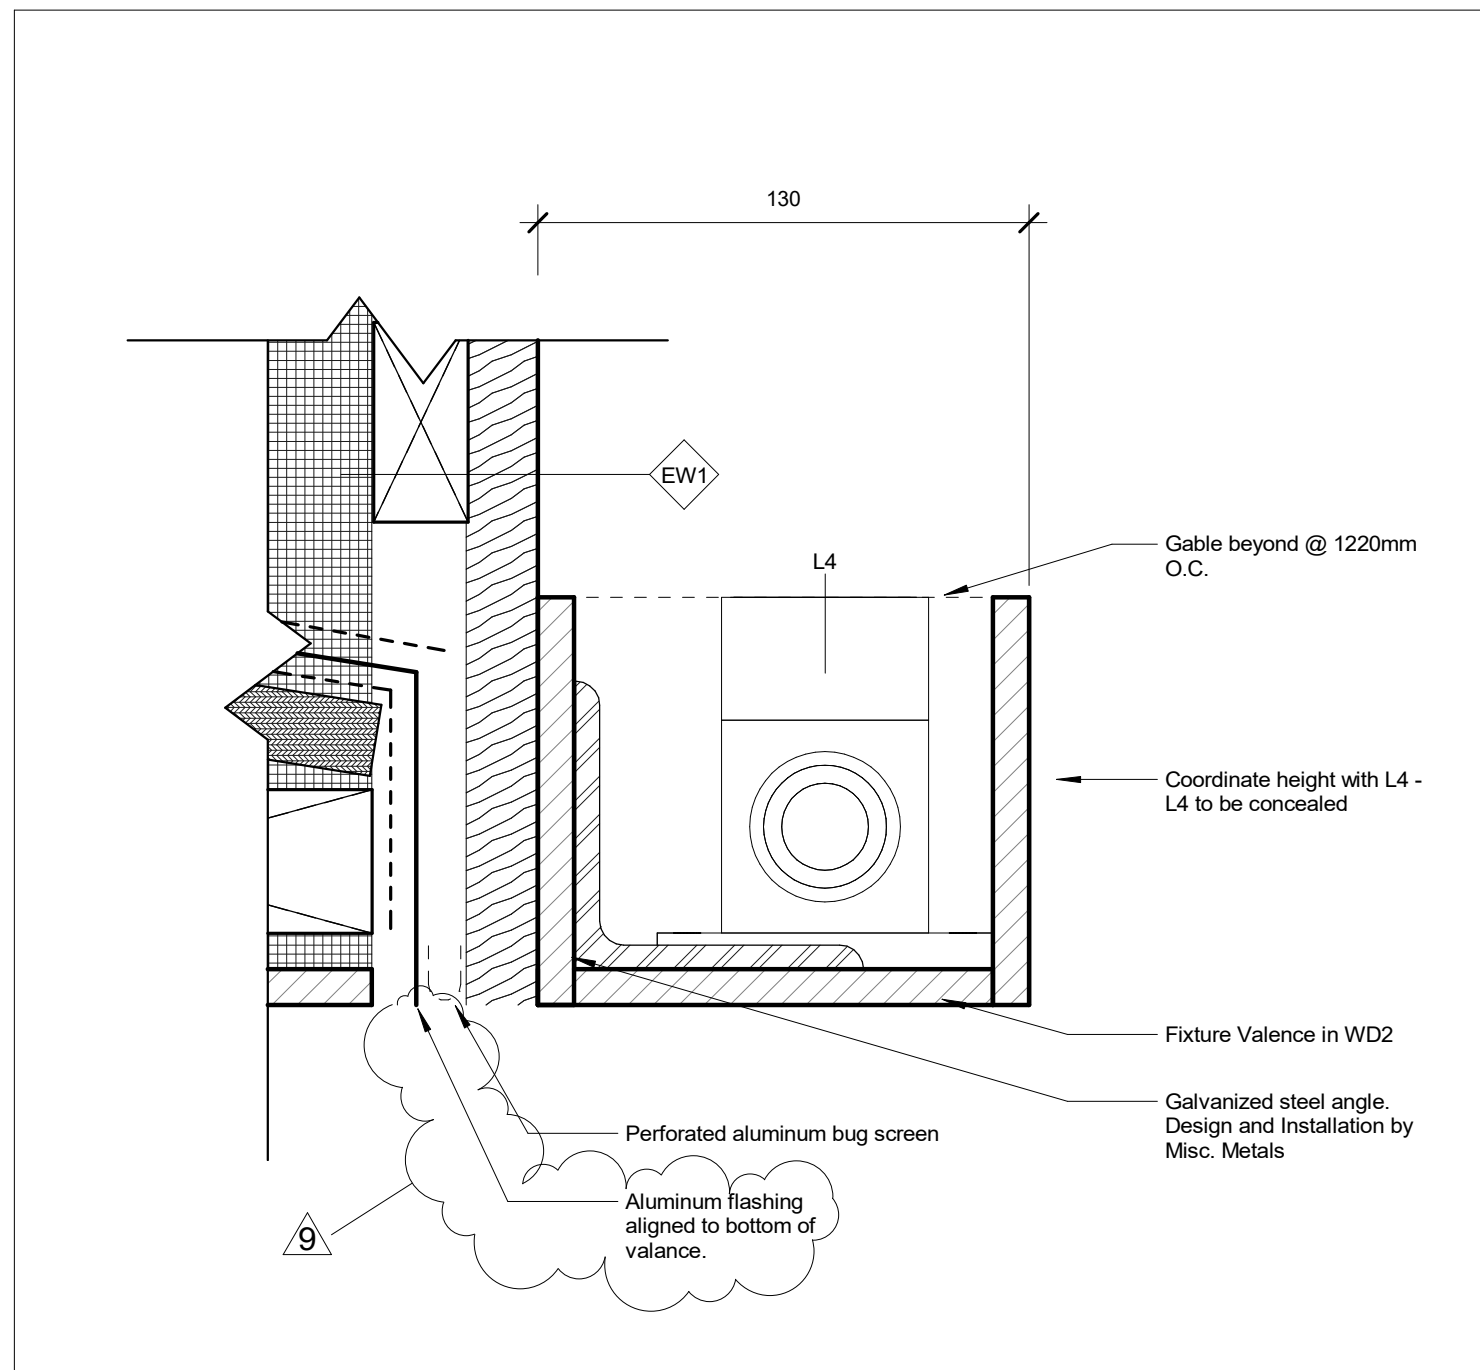 130
EW1
L4
Gable beyond @ 1220mm
O.C.
Coordinate height with L4 -
L4 to be concealed
Fixture Valence in WD2
Galvanized steel angle.
Design and Installation by
Misc. Metals
Perforated aluminum bug screen
Aluminum flashing
aligned to bottom of
valance.
9